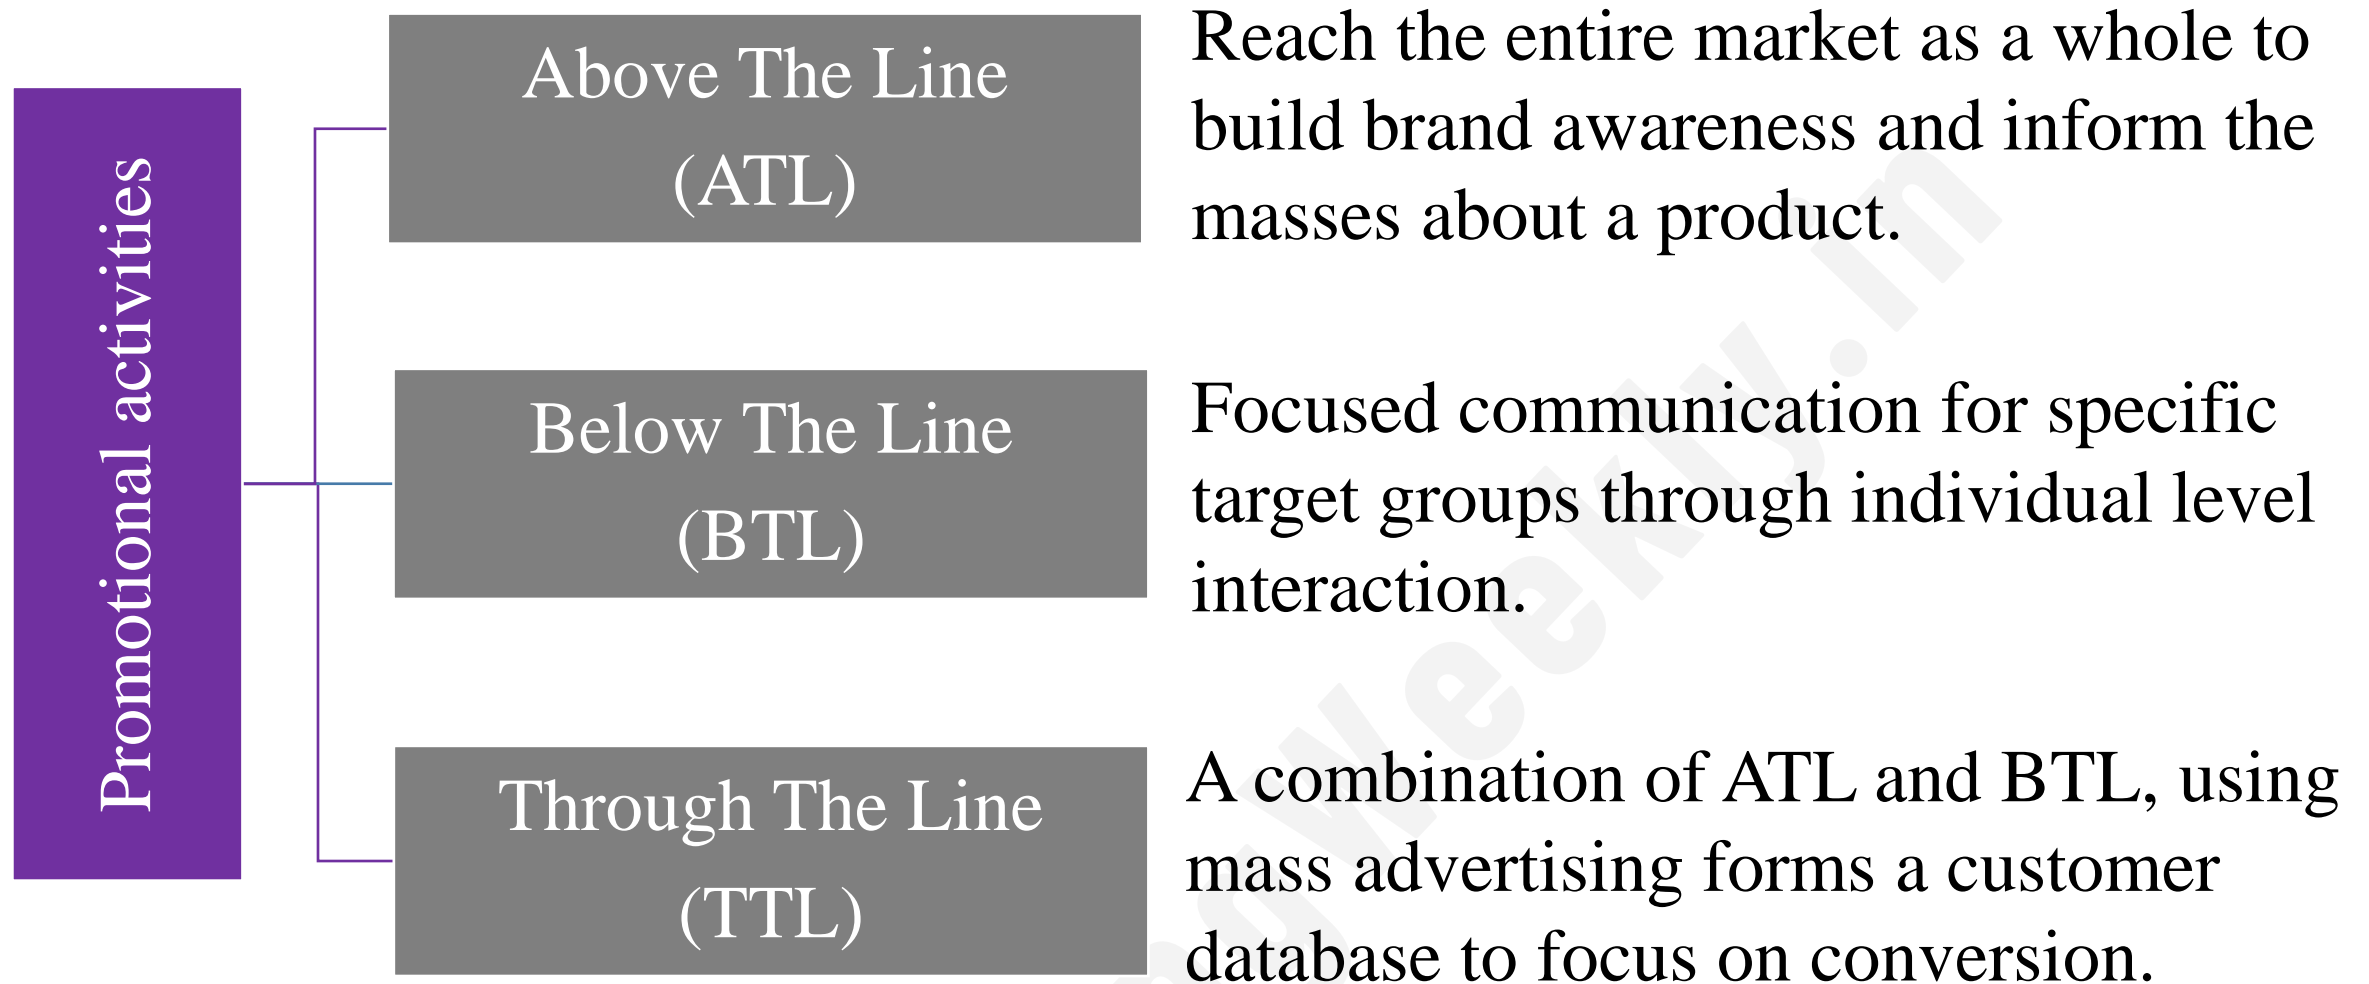 Promotional activities
Above The Line
(ATL)
Reach the entire market as a whole to
build brand awareness and inform the
masses about a product.
Below The Line
(BTL)
Focused communication for specific
target groups through individual level
interaction.
Through The Line
(TTL)
A combination of ATL and BTL, using
mass advertising forms a customer
database to focus on conversion.